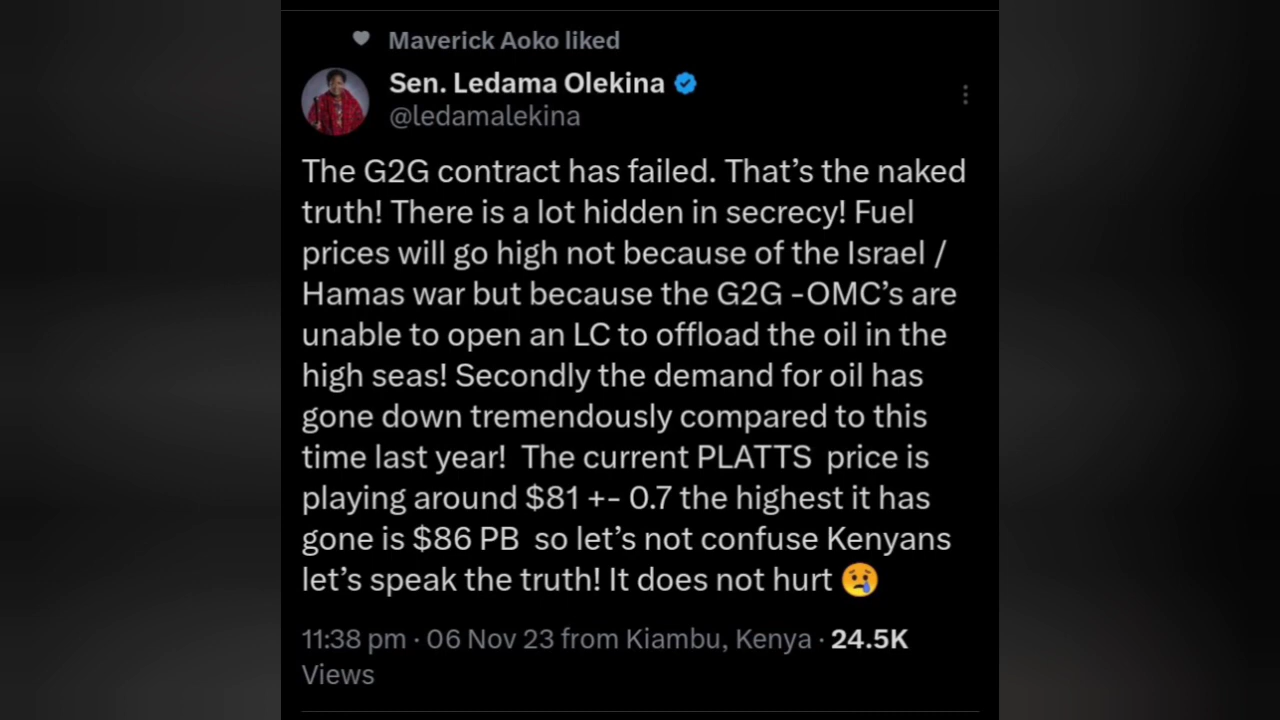 Maverick Aoko liked
Sen. Ledama Olekina
@ledamalekina
The G2G contract has failed. That’s the naked
truth! There is a lot hidden in secrecy! Fuel
prices will go high not because of the Israel /
Hamas war but because the G2G -OMC’s are
unable to open an LC to offload the oil in the
high seas! Secondly the demand for oil has
gone down tremendously compared to this
time last year!  The current PLATTS  price is
playing around $81 +- 0.7 the highest it has
gone is $86 PB  so let’s not confuse Kenyans
let’s speak the truth! It does not hurt 😢
11:38 pm · 06 Nov 23 from Kiambu, Kenya · 24.5K
Views